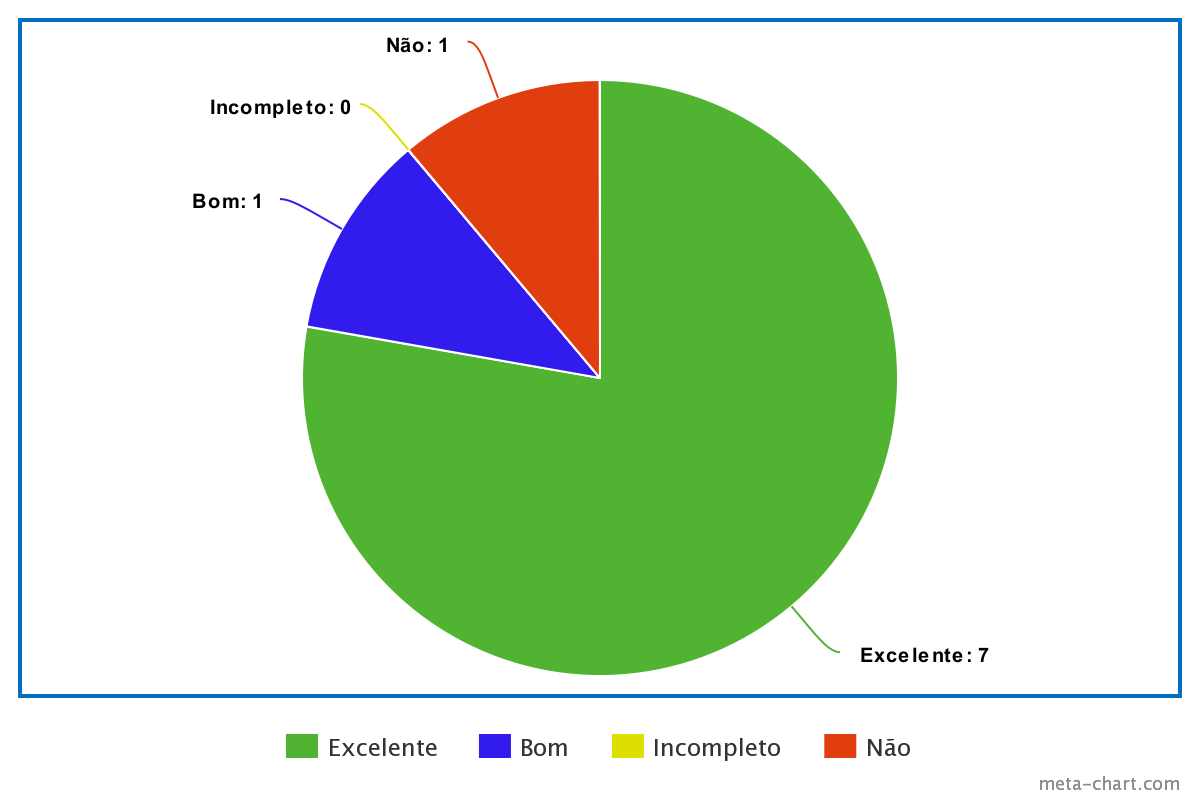 Não: 1
Incompleto: 0
Bom: 1
Excelente: 7
Excelente Bom Incompleto Não
meta-chart.com